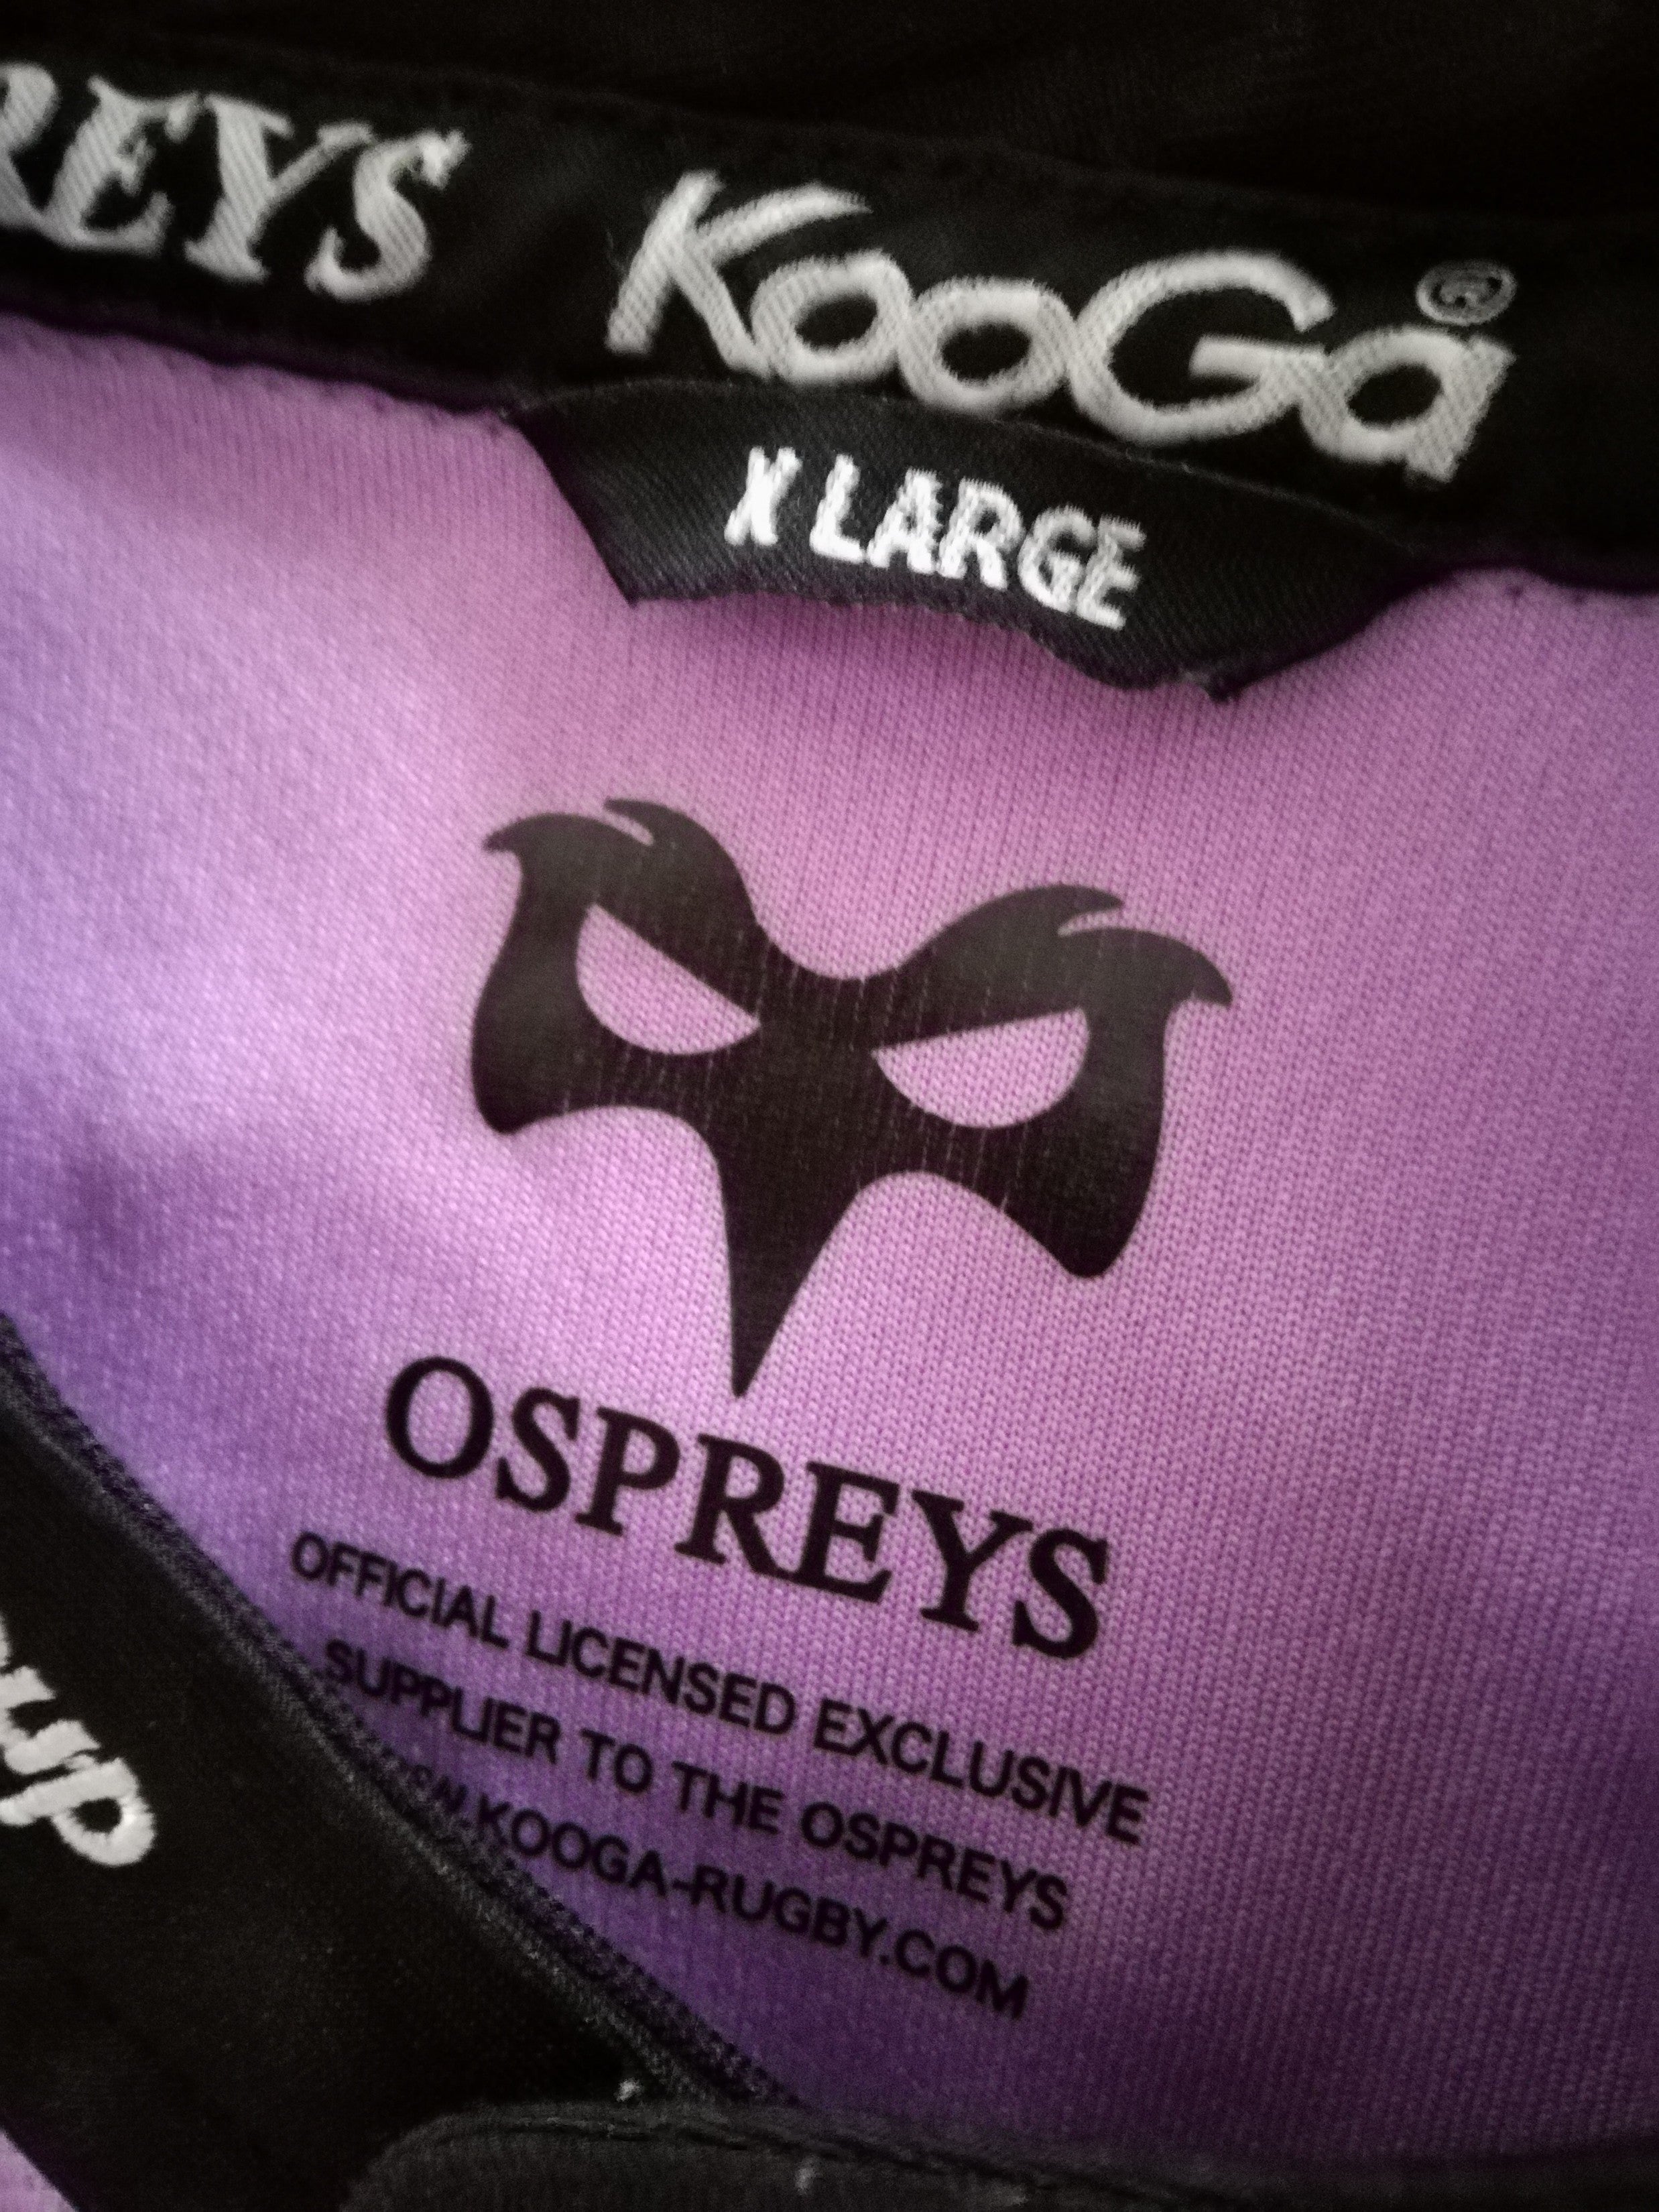 REYS KooGa®
X LARGE
OSPREYS
OFFICIAL LICENSED EXCLUSIVE
SUPPLIER TO THE OSPREYS
W.KOOGA-RUGBY.COM